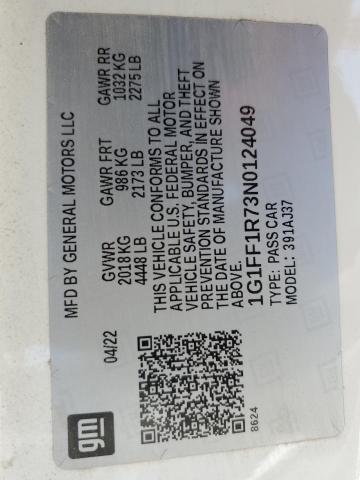 gm
MFD BY GENERAL MOTORS LLC
04/22
GVWR GAWR FRT GAWR RR
2018 KG 986 KG 1032 KG
4448 LB 2173 LB 2275 LB
THIS VEHICLE CONFORMS TO ALL
APPLICABLE U.S. FEDERAL MOTOR
VEHICLE SAFETY, BUMPER, AND THEFT
PREVENTION STANDARDS IN EFFECT ON
THE DATE OF MANUFACTURE SHOWN
ABOVE.
1G1FF1R73N0124049
TYPE: PASS CAR
MODEL: 391AJ37
8624